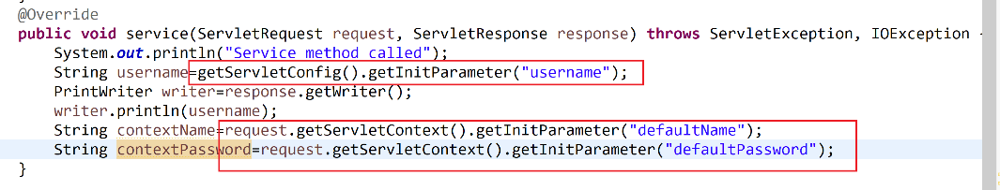 @Override
public void service(ServletRequest request, ServletResponse response) throws ServletException, IOException {
System.out.println("Service method called");
String username=getServletConfig().getInitParameter("username");
PrintWriter writer=response.getWriter();
writer.println(username);
String contextName=request.getServletContext().getInitParameter("defaultName");
String contextPassword=request.getServletContext().getInitParameter("defaultPassword");
}